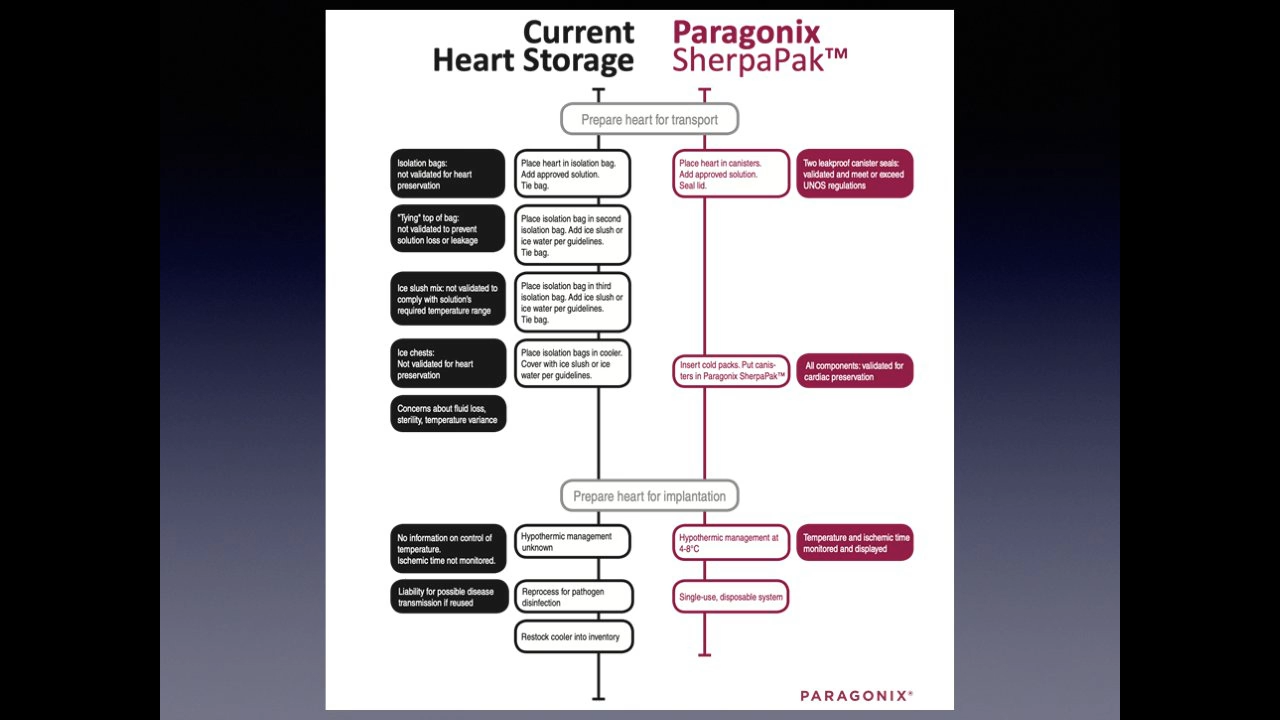 Current
Heart Storage
Paragonix
SherpaPak™
Prepare heart for transport
Isolation bags:
not validated for heart
preservation
Place heart in isolation bag.
Add approved solution.
Tie bag.
Place heart in canisters.
Add approved solution.
Seal lid.
Two leakproof canister seals:
validated and meet or exceed
UNOS regulations
"Tying" top of bag:
not validated to prevent
solution loss or leakage
Place isolation bag in second
isolation bag. Add ice slush or
ice water per guidelines.
Tie bag.
Ice slush mix: not validated to
comply with solution's
required temperature range
Place isolation bag in third
isolation bag. Add ice slush or
ice water per guidelines.
Tie bag.
Ice chests:
Not validated for heart
preservation
Place isolation bags in cooler.
Cover with ice slush or ice
water per guidelines.
Insert cold packs. Put canis-
ters in Paragonix SherpaPak™
All components: validated for
cardiac preservation
Concerns about fluid loss,
sterility, temperature variance
Prepare heart for implantation
No information on control of
temperature.
Ischemic time not monitored.
Hypothermic management
unknown
Hypothermic management at
4-8°C
Temperature and ischemic time
monitored and displayed
Liability for possible disease
transmission if reused
Reprocess for pathogen
disinfection
Single-use, disposable system
Restock cooler into inventory
PARAGONIX®